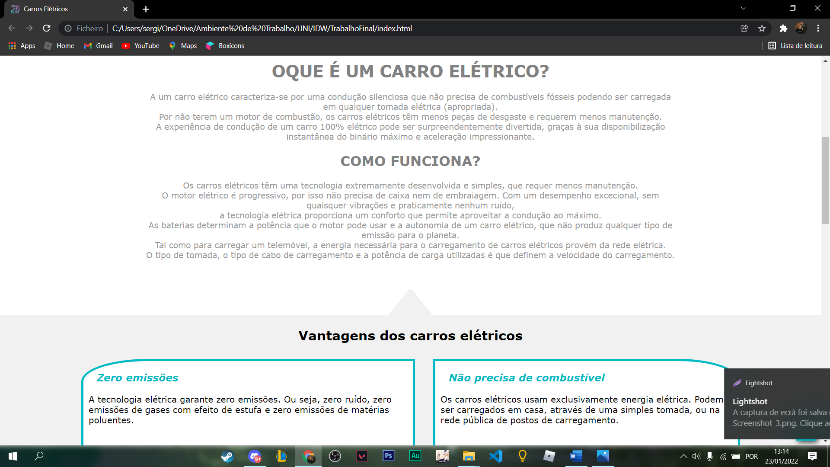 Carros Elétricos
Ficheiro
C:/Users/sergi/OneDrive/Ambiente%20de%20Trabalho/UNI/IDW/TrabalhoFinal/index.html
Apps Home Gmail YouTube Maps Boxicons Lista de leitura
OQUE É UM CARRO ELÉTRICO?
A um carro elétrico caracteriza-se por uma condução silenciosa que não precisa de combustíveis fósseis podendo ser carregada
em qualquer tomada elétrica (apropriada).
Por não terem um motor de combustão, os carros elétricos têm menos peças de desgaste e requerem menos manutenção.
A experiência de condução de um carro 100% elétrico pode ser surpreendentemente divertida, graças à sua disponibilização
instantânea do binário máximo e aceleração impressionante.
COMO FUNCIONA?
Os carros elétricos têm uma tecnologia extremamente desenvolvida e simples, que requer menos manutenção.
O motor elétrico é progressivo, por isso não precisa de caixa nem de embraiagem. Com um desempenho excecional, sem
quaisquer vibrações e praticamente nenhum ruído,
a tecnologia elétrica proporciona um conforto que permite aproveitar a condução ao máximo.
As baterias determinam a potência que o motor pode usar e a autonomia de um carro elétrico, que não produz qualquer tipo de
emissão para o planeta.
Tal como para carregar um telemóvel, a energia necessária para o carregamento de carros elétricos provém da rede elétrica.
O tipo de tomada, o tipo de cabo de carregamento e a potência de carga utilizadas é que definem a velocidade do carregamento.
Vantagens dos carros elétricos
Zero emissões
A tecnologia elétrica garante zero emissões. Ou seja, zero ruído, zero
emissões de gases com efeito de estufa e zero emissões de matérias
poluentes.
Não precisa de combustível
Os carros elétricos usam exclusivamente energia elétrica. Podem
ser carregados em casa, através de uma simples tomada, ou na
rede pública de postos de carregamento.
Lightshot
Lightshot
A captura de ecrã foi salva
Screenshot_3.png. Clique
POR
13:14
23/01/2022